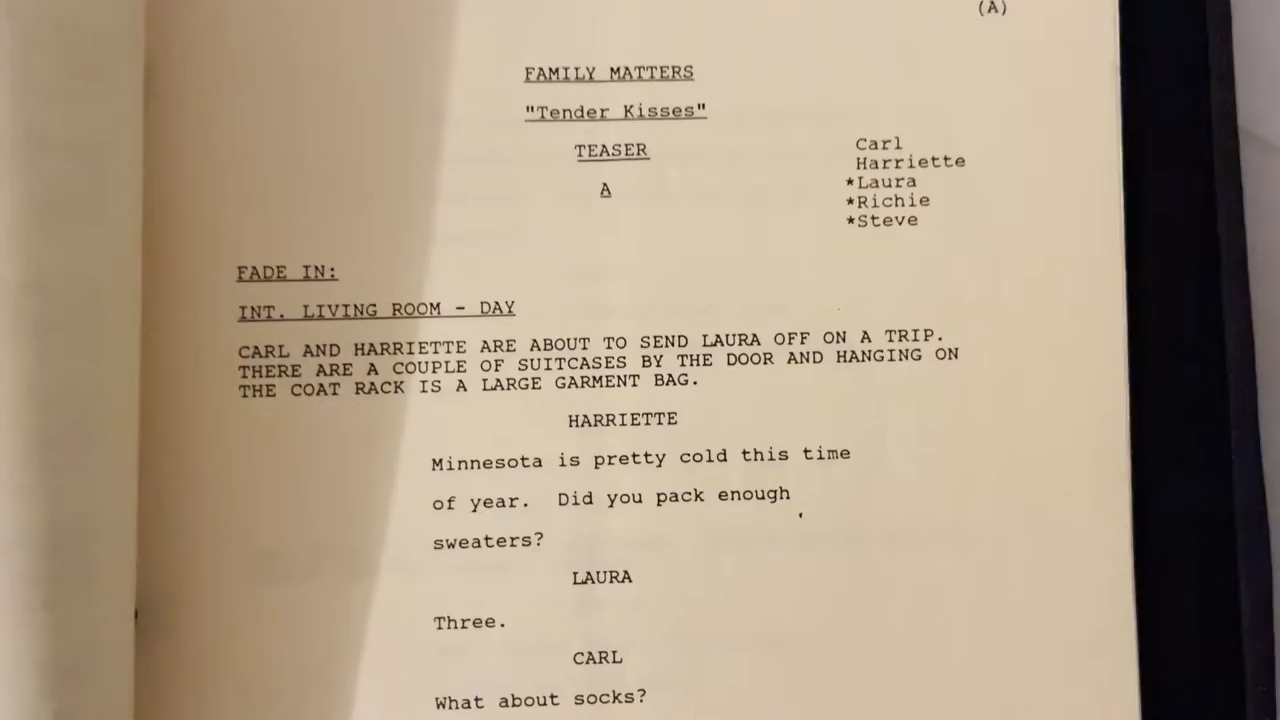 (A)
FAMILY MATTERS
"Tender Kisses"
TEASER
A
Carl
Harriette
*Laura
*Richie
*Steve
FADE IN:
INT. LIVING ROOM - DAY
CARL AND HARRIETTE ARE ABOUT TO SEND LAURA OFF ON A TRIP.
THERE ARE A COUPLE OF SUITCASES BY THE DOOR AND HANGING ON
THE COAT RACK IS A LARGE GARMENT BAG.
HARRIETTE
Minnesota is pretty cold this time
of year.  Did you pack enough
sweaters?
LAURA
Three.
CARL
What about socks?